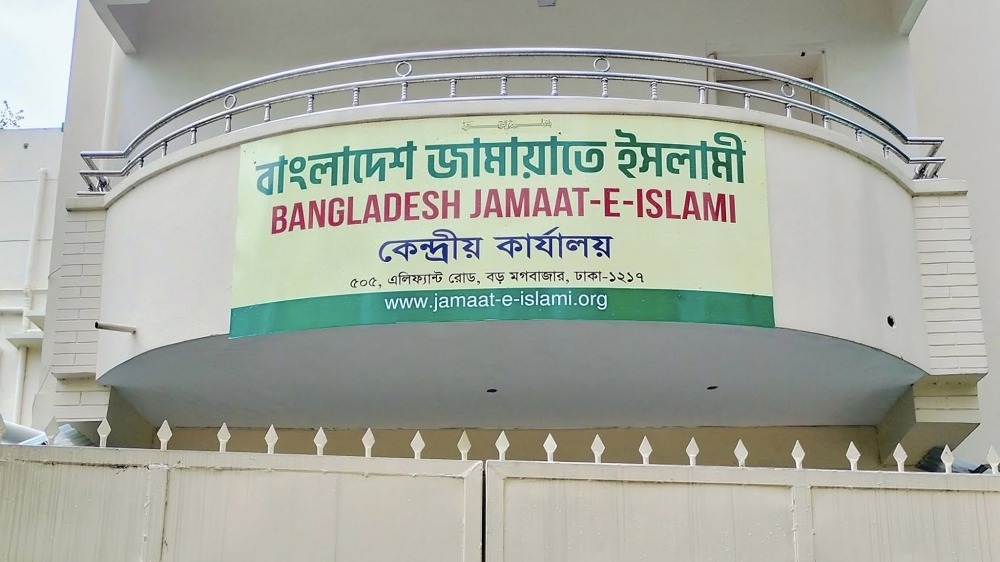 বাংলাদেশ জামায়াতে ইসলামী
BANGLADESH JAMAAT-E-ISLAMI
কেন্দ্রীয় কার্যালয়
৫০৫, এলিফ্যান্ট রোড, বড় মগবাজার, ঢাকা-১২১৭
www.jamaat-e-islami.org